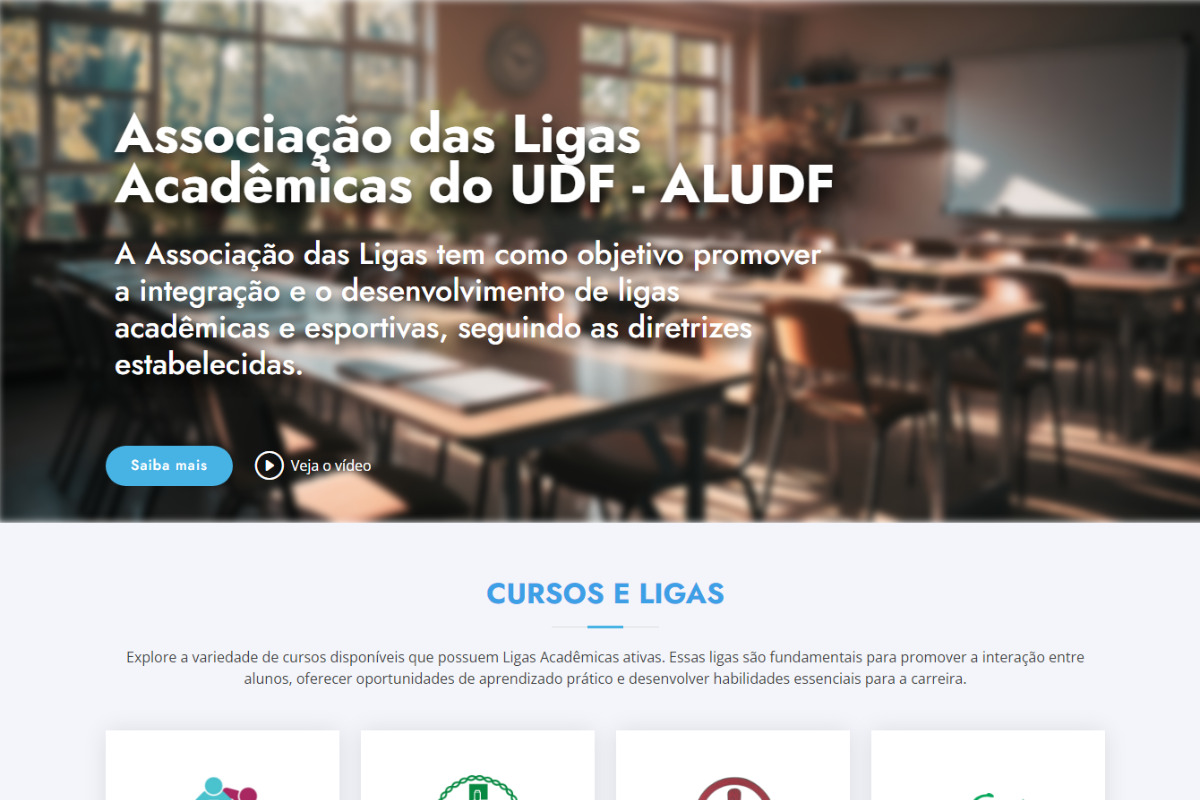 Associação das Ligas
Acadêmicas do UDF - ALUDF
A Associação das Ligas tem como objetivo promover
a integração e o desenvolvimento de ligas
acadêmicas e esportivas, seguindo as diretrizes
estabelecidas.
Saiba mais
Veja o vídeo
CURSOS E LIGAS
Explore a variedade de cursos disponíveis que possuem Ligas Acadêmicas ativas. Essas ligas são fundamentais para promover a interação entre
alunos, oferecer oportunidades de aprendizado prático e desenvolver habilidades essenciais para a carreira.